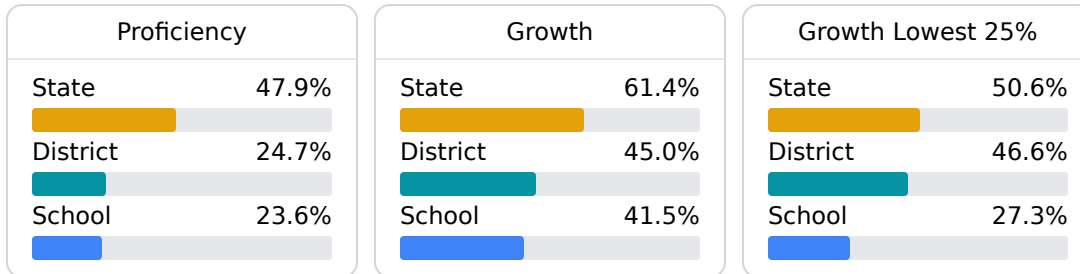 Proficiency
State 47.9%
District 24.7%
School 23.6%
Growth
State 61.4%
District 45.0%
School 41.5%
Growth Lowest 25%
State 50.6%
District 46.6%
School 27.3%